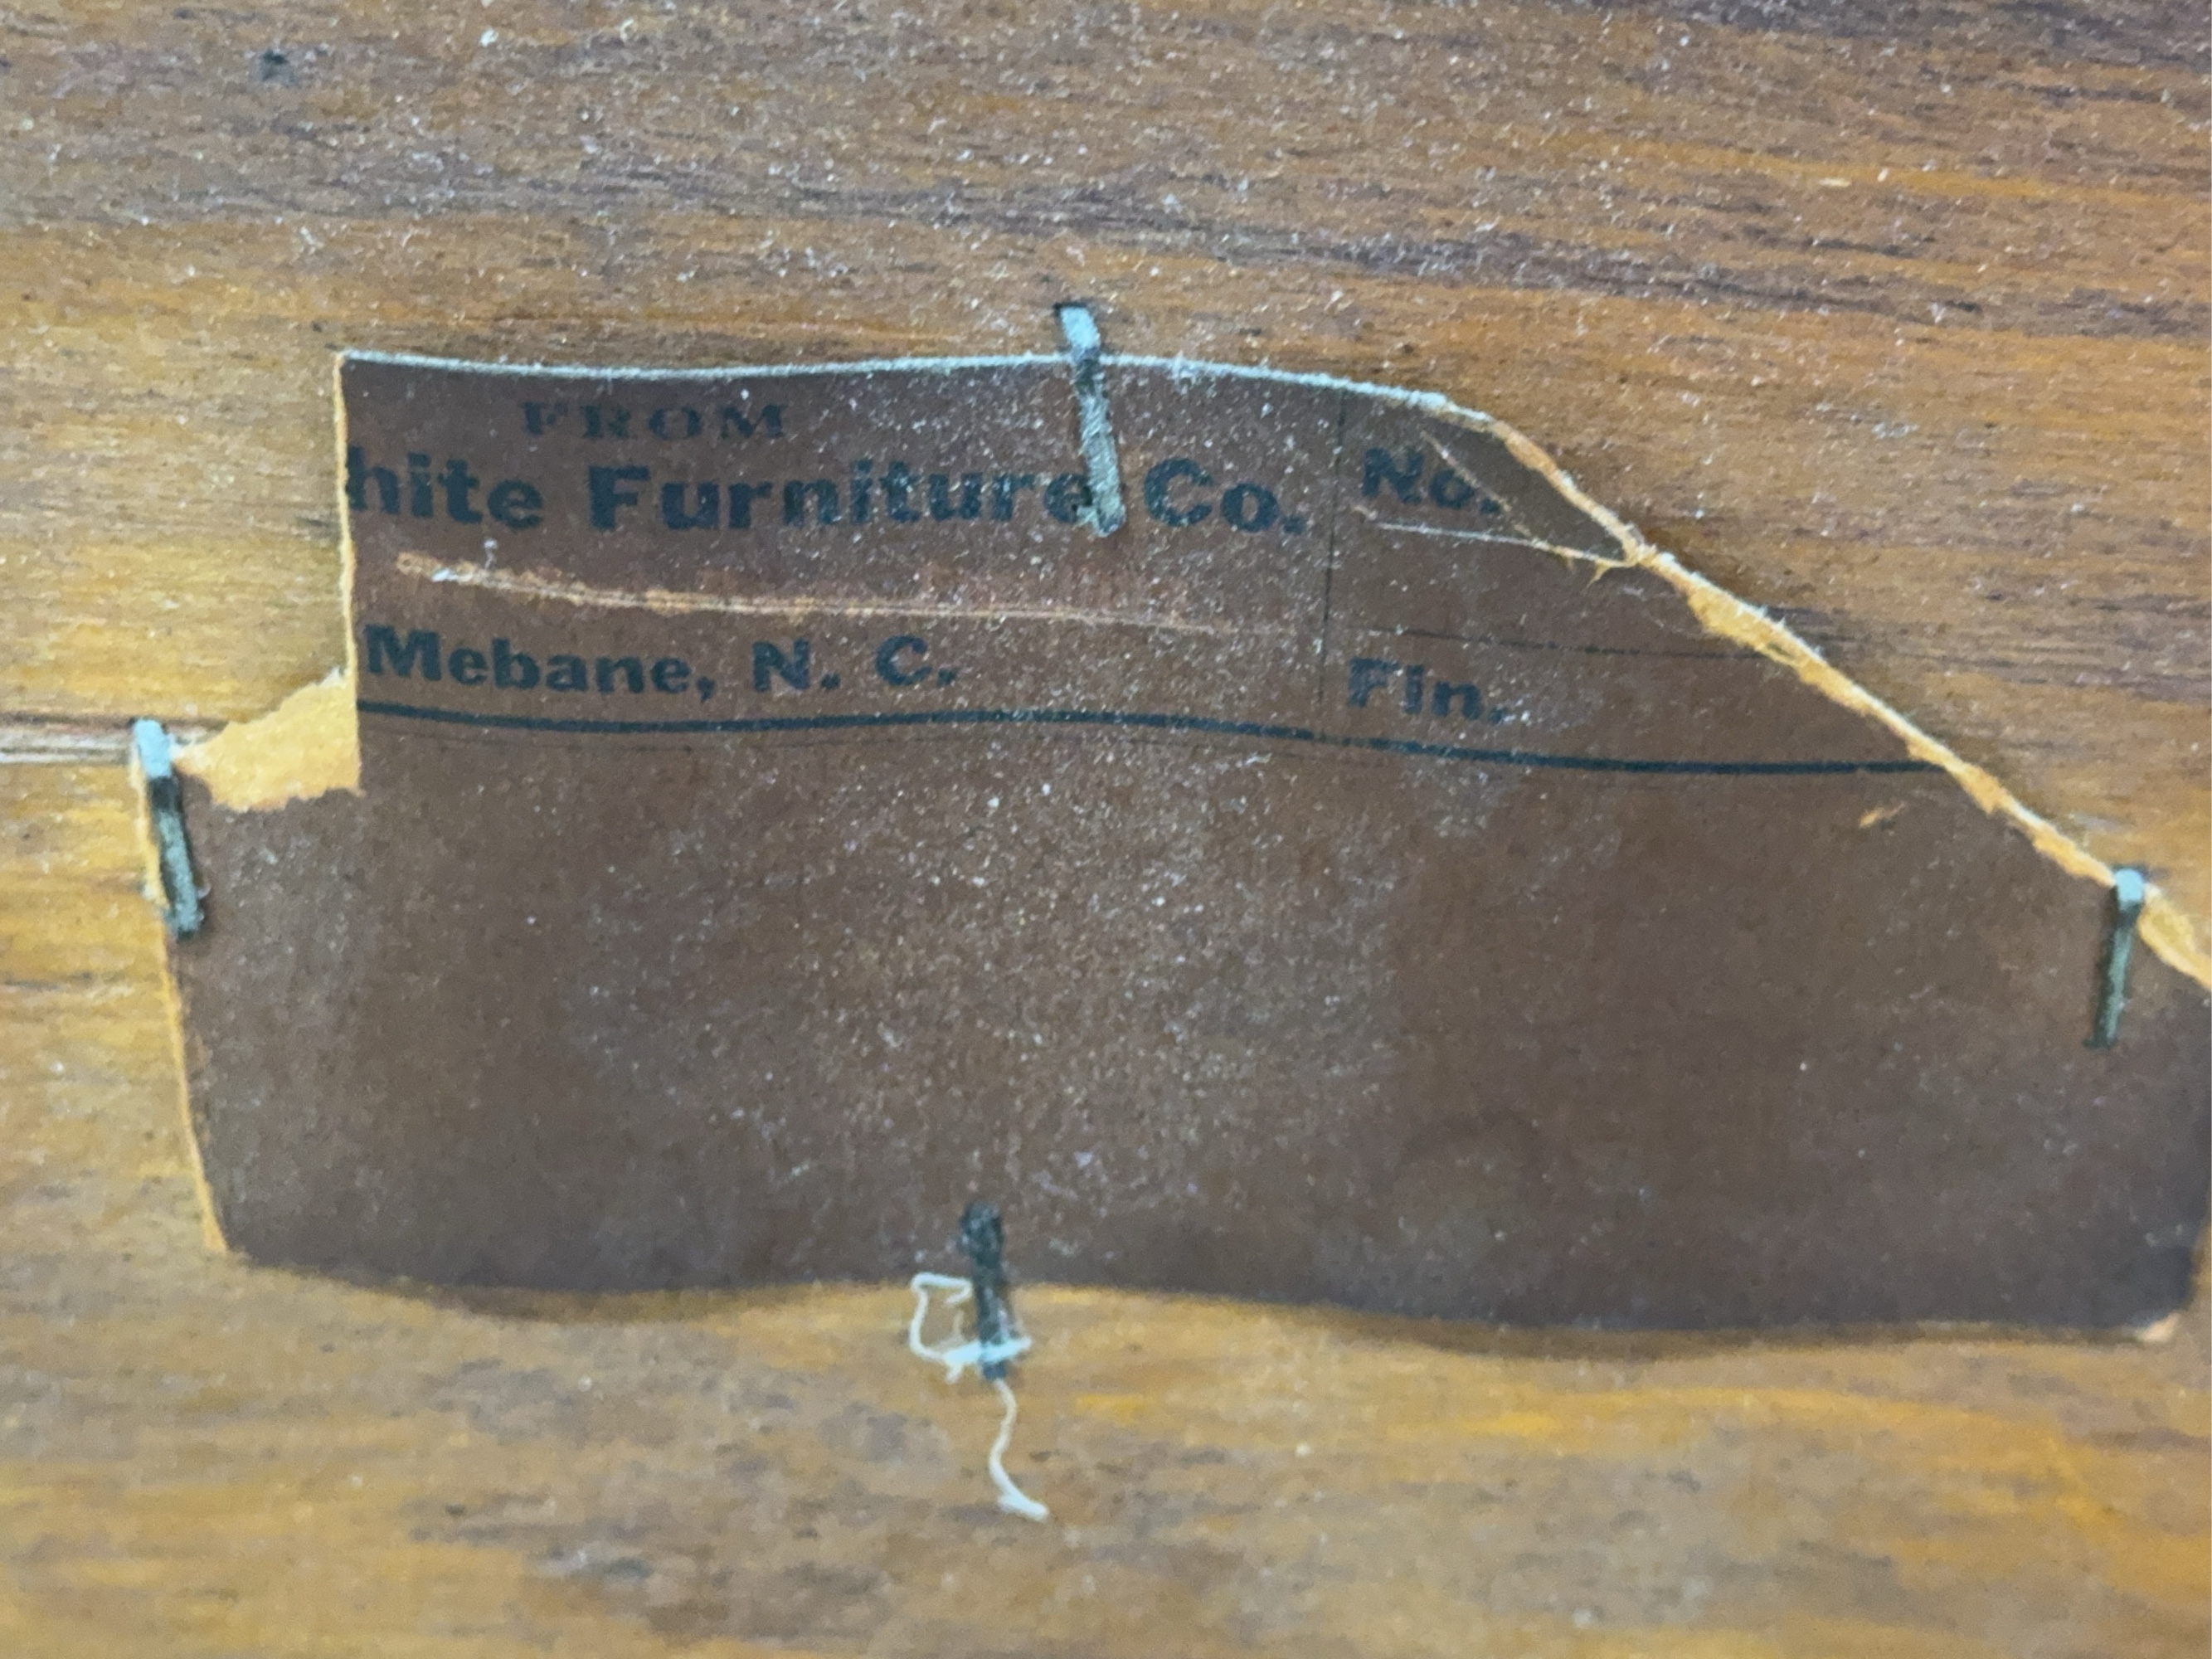 FROM
hite Furniture Co.
No.
Mebane, N. C.
Fin.